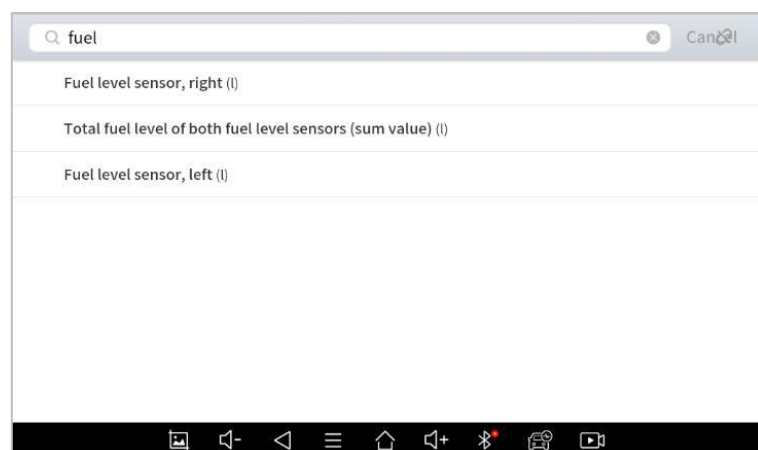 fuel
Cancel
Fuel level sensor, right (l)
Total fuel level of both fuel level sensors (sum value) (l)
Fuel level sensor, left (l)